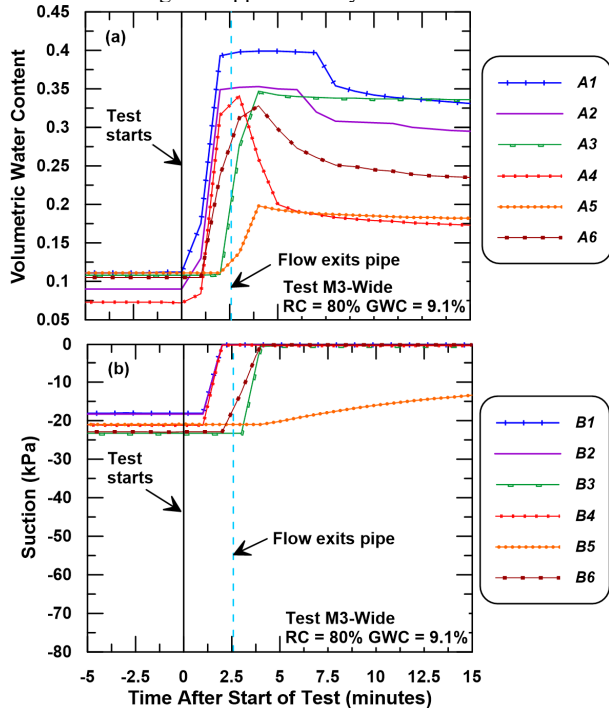 (a)
0.45
0.4
0.35
0.3
0.25
0.2
0.15
0.1
0.05
Volumetric Water Content
Test
starts
Flow exits pipe
Test M3-Wide
RC = 80% GWC = 9.1%
A1
A2
A3
A4
A5
A6
(b)
0
-10
-20
-30
-40
-50
-60
-70
-80
Suction (kPa)
Test
starts
Flow exits pipe
Test M3-Wide
RC = 80% GWC = 9.1%
B1
B2
B3
B4
B5
B6
-5 -2.5 0 2.5 5 7.5 10 12.5 15
Time After Start of Test (minutes)